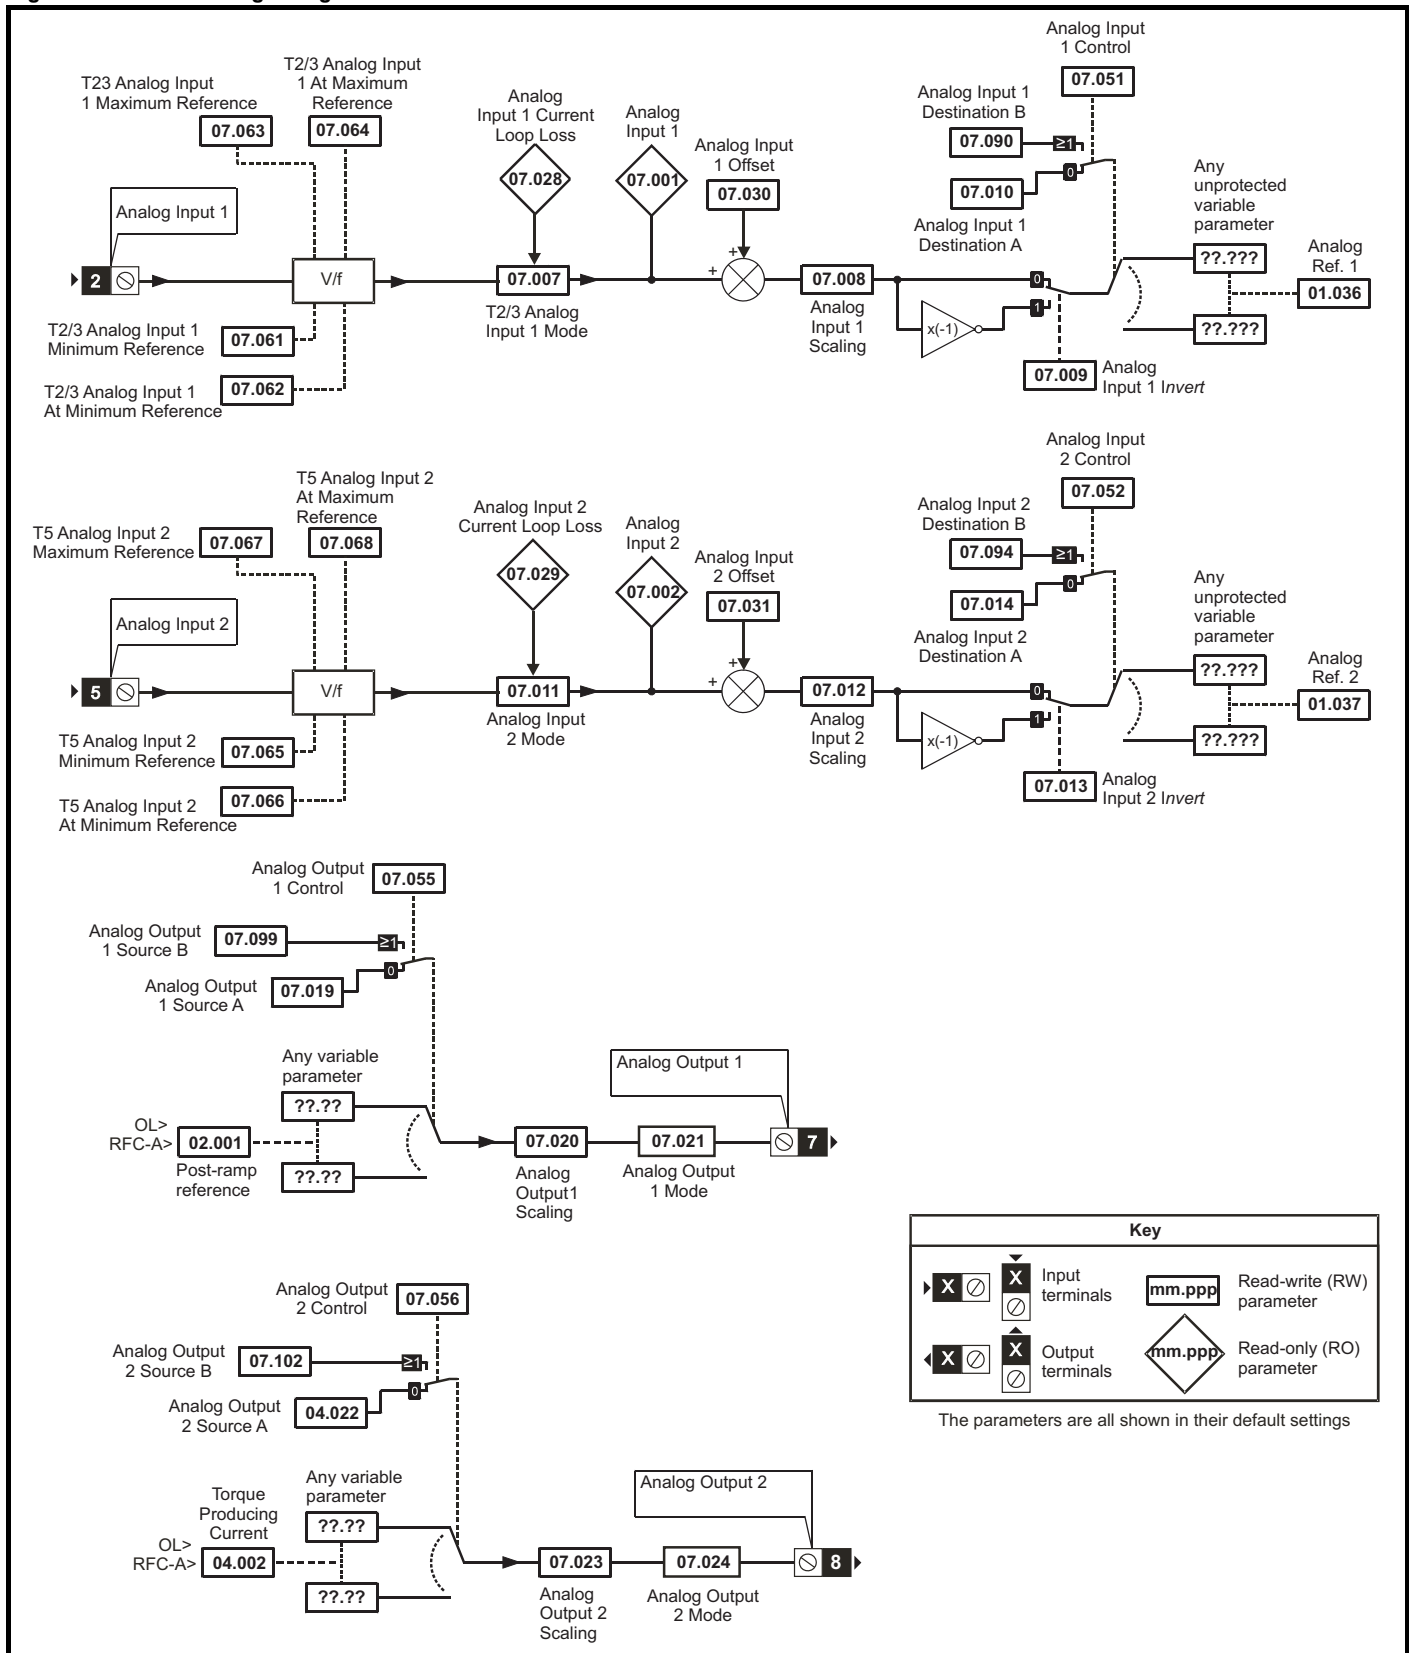 Analog Input
1 Control
07.051
T23 Analog Input
1 Maximum Reference
07.063
T2/3 Analog Input
1 At Maximum
Reference
07.064
Analog
Input 1 Current
Loop Loss
07.028
Analog
Input 1
07.001
Analog Input
1 Offset
07.030
Analog Input 1
Destination B
07.090
≥1
0
07.010
Analog Input 1
Destination A
Any
unprotected
variable
parameter
??.???
??.???
Analog
Ref. 1
01.036
Analog Input 1
2
V/f
07.007
T2/3 Analog
Input 1 Mode
+
+
07.008
Analog
Input 1
Scaling
x(-1)
0
1
07.009
Analog
Input 1 Invert
T2/3 Analog Input 1
Minimum Reference
07.061
T2/3 Analog Input 1
At Minimum Reference
07.062
Analog Input
2 Control
07.052
T5 Analog Input 2
Maximum Reference
07.067
T5 Analog Input 2
At Maximum
Reference
07.068
Analog Input 2
Current Loop Loss
07.029
Analog
Input 2
07.002
Analog Input
2 Offset
07.031
Analog Input 2
Destination B
07.094
≥1
0
07.014
Analog Input 2
Destination A
Any
unprotected
variable
parameter
??.???
??.???
Analog
Ref. 2
01.037
Analog Input 2
5
V/f
07.011
Analog Input
2 Mode
+
+
07.012
Analog
Input 2
Scaling
x(-1)
0
1
07.013
Analog
Input 2 Invert
T5 Analog Input 2
Minimum Reference
07.065
T5 Analog Input 2
At Minimum Reference
07.066
Analog Output
1 Control
07.055
Analog Output
1 Source B
07.099
≥1
0
Analog Output
1 Source A
07.019
Any variable
parameter
??.??
??.??
OL>
RFC-A>
02.001
Post-ramp
reference
07.020
Analog
Output1
Scaling
07.021
Analog Output
1 Mode
Analog Output 1
7
Analog Output
2 Control
07.056
Analog Output
2 Source B
07.102
≥1
0
Analog Output
2 Source A
04.022
Any variable
parameter
??.??
??.??
Torque
Producing
Current
OL>
RFC-A>
04.002
07.023
Analog
Output 2
Scaling
07.024
Analog Output
2 Mode
Analog Output 2
8
Key
X
X
Input
terminals
mm.ppp
Read-write (RW)
parameter
X
X
Output
terminals
mm.ppp
Read-only (RO)
parameter
The parameters are all shown in their default settings